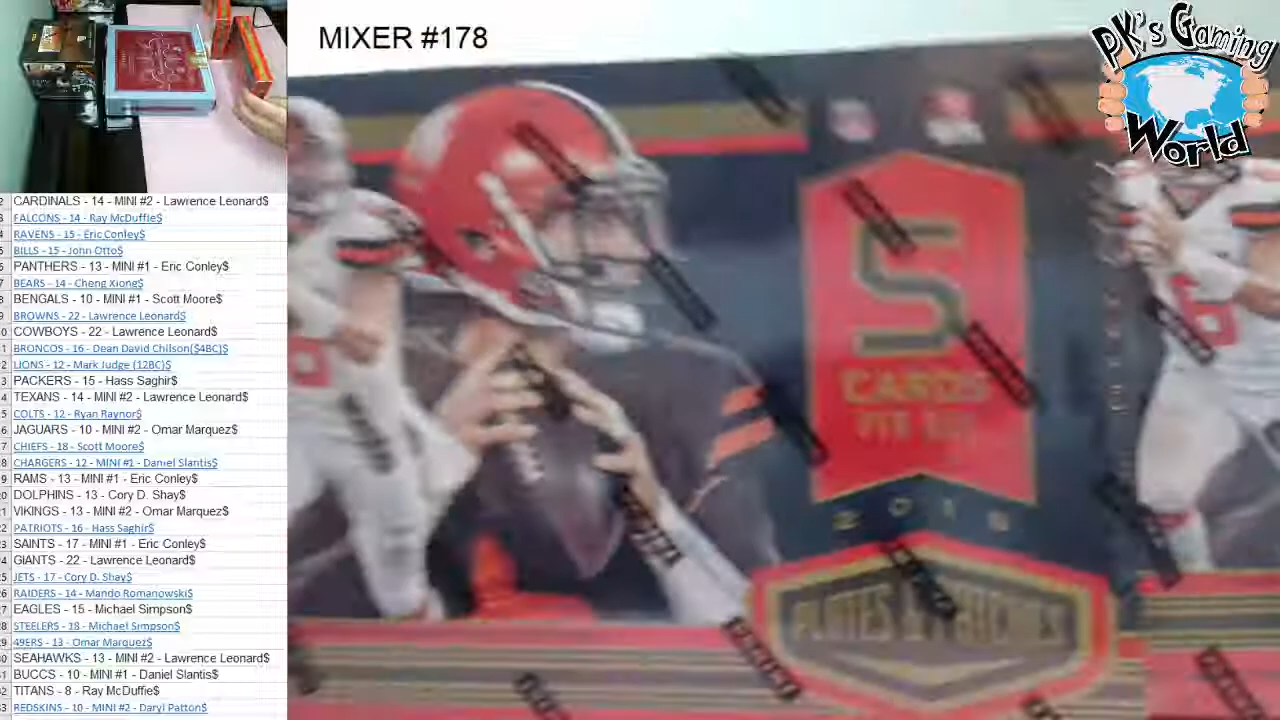 MIXER #178
PK's Gaming World
CARDINALS - 14 - MINI #2 - Lawrence Leonard$
FALCONS - 14 - Ray McDuffie$
RAVENS - 15 - Eric Conley$
BILLS - 15 - John Otto$
PANTHERS - 13 - MINI #1 - Eric Conley$
BEARS - 14 - Cheng Xiong$
BENGALS - 10 - MINI #1 - Scott Moore$
BROWNS - 22 - Lawrence Leonard$
COWBOYS - 22 - Lawrence Leonard$
BRONCOS - 16 - Dean David Chilson($4BC)$
LIONS - 12 - Mark Judge (12BC)$
PACKERS - 15 - Hass Saghir$
TEXANS - 14 - MINI #2 - Lawrence Leonard$
COLTS - 12 - Ryan Raynor$
JAGUARS - 10 - MINI #2 - Omar Marquez$
CHIEFS - 18 - Scott Moore$
CHARGERS - 12 - MINI #1 - Daniel Slantis$
RAMS - 13 - MINI #1 - Eric Conley$
DOLPHINS - 13 - Cory D. Shay$
VIKINGS - 13 - MINI #2 - Omar Marquez$
PATRIOTS - 16 - Hass Saghir$
SAINTS - 17 - MINI #1 - Eric Conley$
GIANTS - 22 - Lawrence Leonard$
JETS - 17 - Cory D. Shay$
RAIDERS - 14 - Mando Romanowski$
EAGLES - 15 - Michael Simpson$
STEELERS - 18 - Michael Simpson$
49ERS - 13 - Omar Marquez$
SEAHAWKS - 13 - MINI #2 - Lawrence Leonard$
BUCCS - 10 - MINI #1 - Daniel Slantis$
TITANS - 8 - Ray McDuffie$
REDSKINS - 10 - MINI #2 - Daryl Patton$
5
CARDS
PER BOX
2018
PLATES & PATCHES